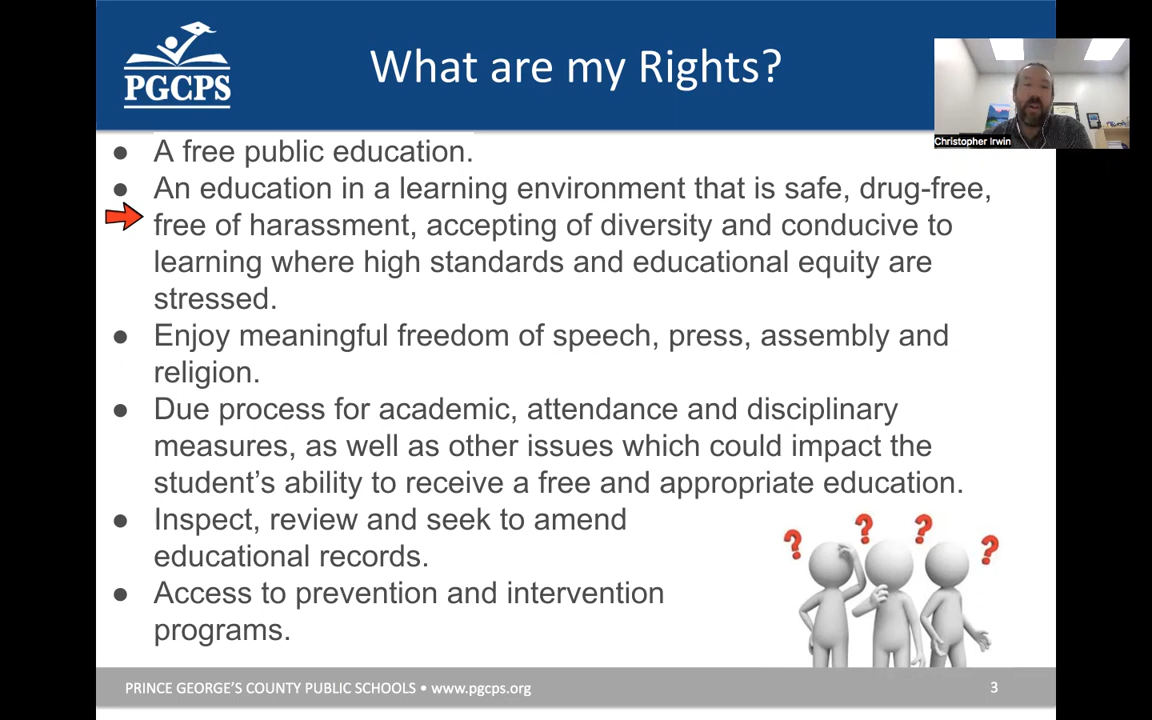 PGCPS
What are my Rights?
Christopher Irwin
● A free public education.
● An education in a learning environment that is safe, drug-free,
free of harassment, accepting of diversity and conducive to
learning where high standards and educational equity are
stressed.
● Enjoy meaningful freedom of speech, press, assembly and
religion.
● Due process for academic, attendance and disciplinary
measures, as well as other issues which could impact the
student’s ability to receive a free and appropriate education.
● Inspect, review and seek to amend
educational records.
● Access to prevention and intervention
programs.
? ? ? ?
PRINCE GEORGE’S COUNTY PUBLIC SCHOOLS • www.pgcps.org
3